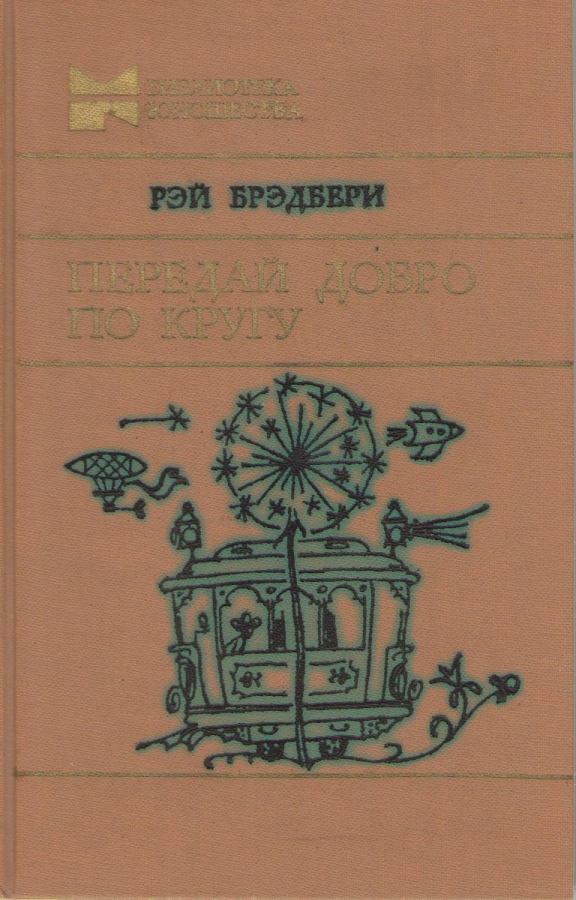 БИБЛИОТЕКА
ЮНОШЕСТВА
РЭЙ БРЭДБЕРИ
ПЕРЕДАЙ ДОБРО
ПО КРУГУ